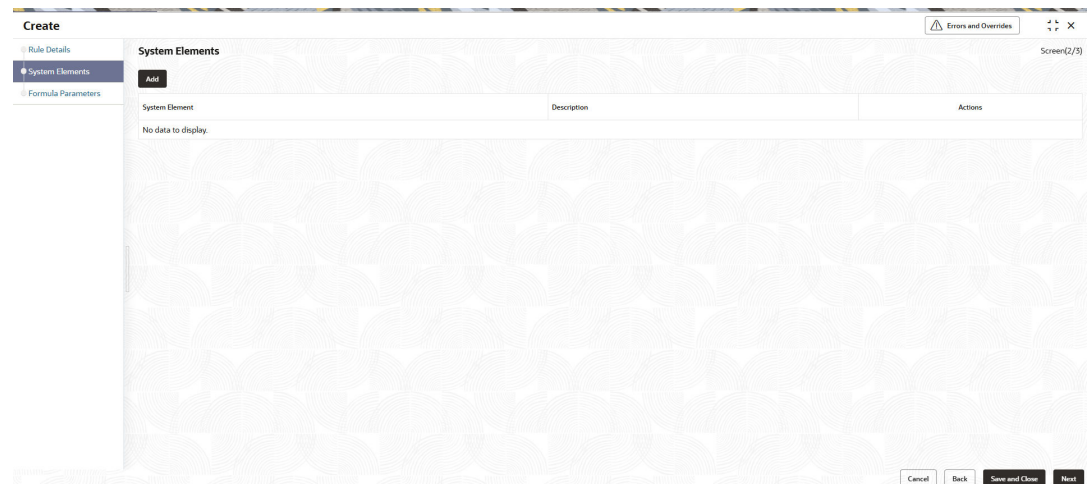 Create
Errors and Overrides
Rule Details
System Elements
Formula Parameters
System Elements
Screen(2/3)
Add
System Element Description Actions
No data to display.
Cancel Back Save and Close Next